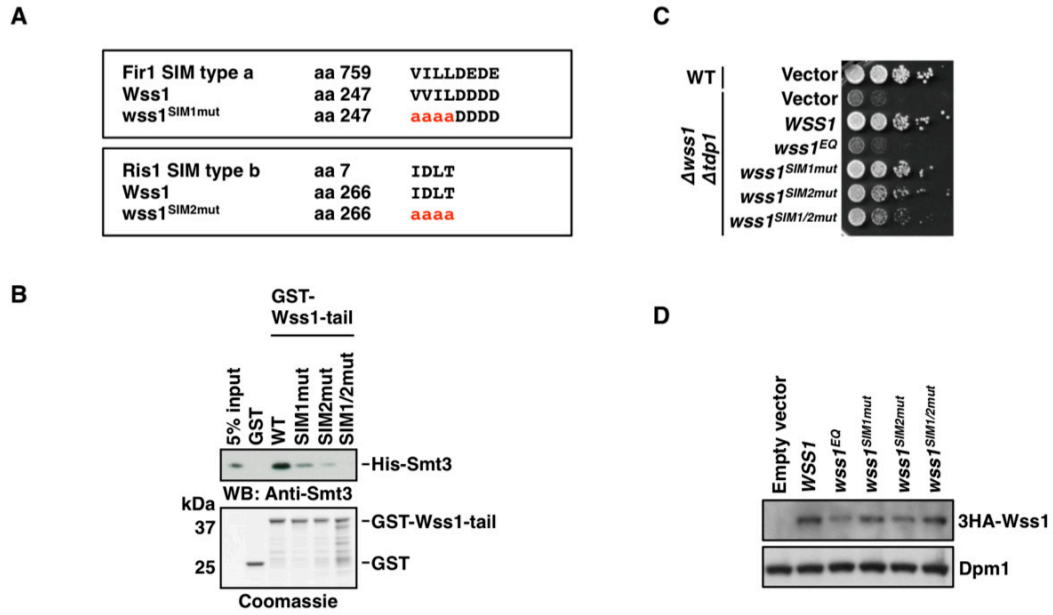 A
Fir1 SIM type a aa 759 VILLDEDE
Wss1 aa 247 VVILDDDD
wss1SIM1mut aa 247 aaaaDDDD
Ris1 SIM type b aa 7 IDLT
Wss1 aa 266 IDLT
wss1SIM2mut aa 266 aaaa
B
GST-
Wss1-tail
5% input
GST
WT
SIM1mut
SIM2mut
SIM1/2mut
-His-Smt3
WB: Anti-Smt3
kDa
37
25
-GST-Wss1-tail
-GST
Coomassie
C
WT
Vector
Δwss1
Δtdp1
Vector
WSS1
wss1EQ
wss1SIM1mut
wss1SIM2mut
wss1SIM1/2mut
D
Empty vector
WSS1
wss1EQ
wss1SIM1mut
wss1SIM2mut
wss1SIM1/2mut
3HA-Wss1
Dpm1